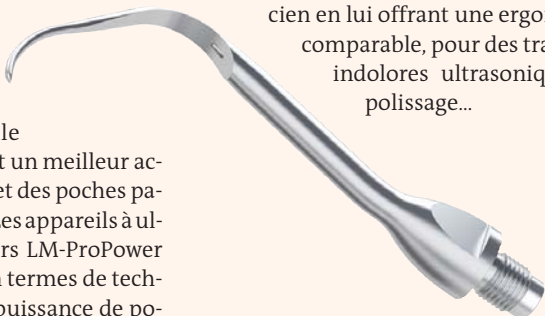 cien en lui offrant une ergo
comparable, pour des tra
indolores ultrasoniq
polissage...
le
t un meilleur ac-
et des poches pa-
Les appareils à ul-
rs LM-ProPower
n termes de tech-
puissance de po-